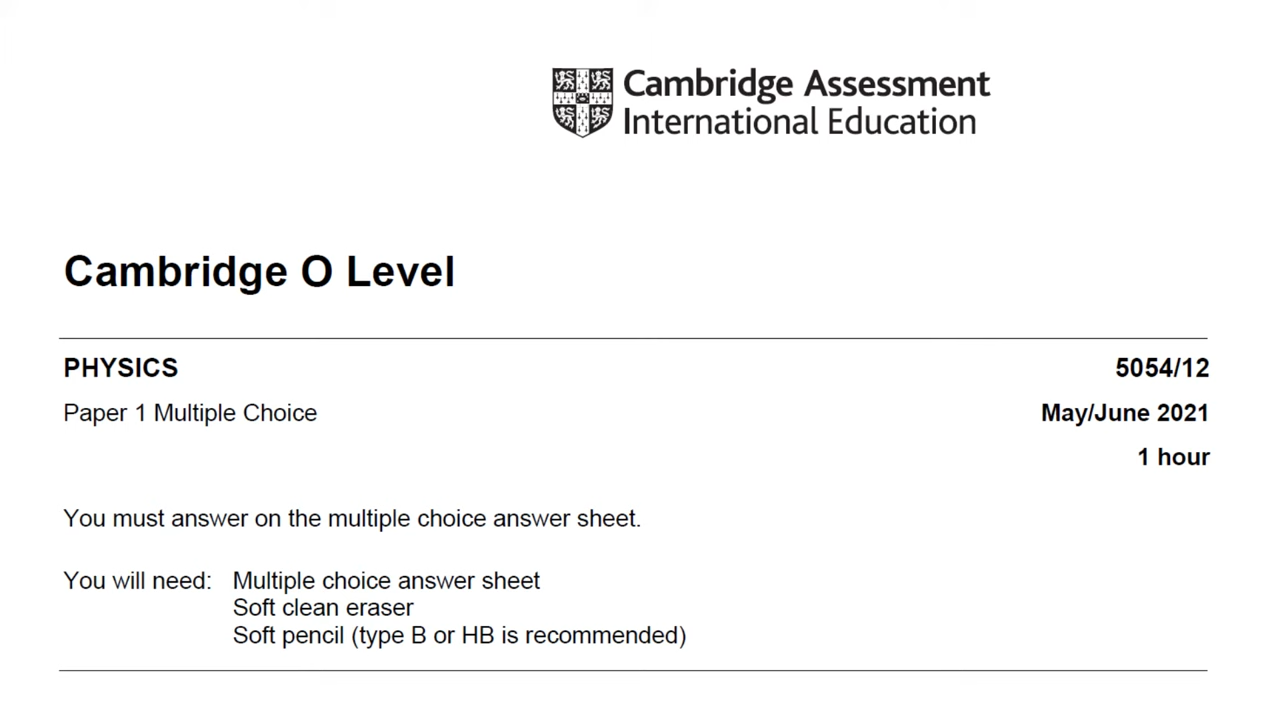 Cambridge Assessment
International Education
Cambridge O Level
PHYSICS 5054/12
Paper 1 Multiple Choice May/June 2021
1 hour
You must answer on the multiple choice answer sheet.
You will need: Multiple choice answer sheet
Soft clean eraser
Soft pencil (type B or HB is recommended)